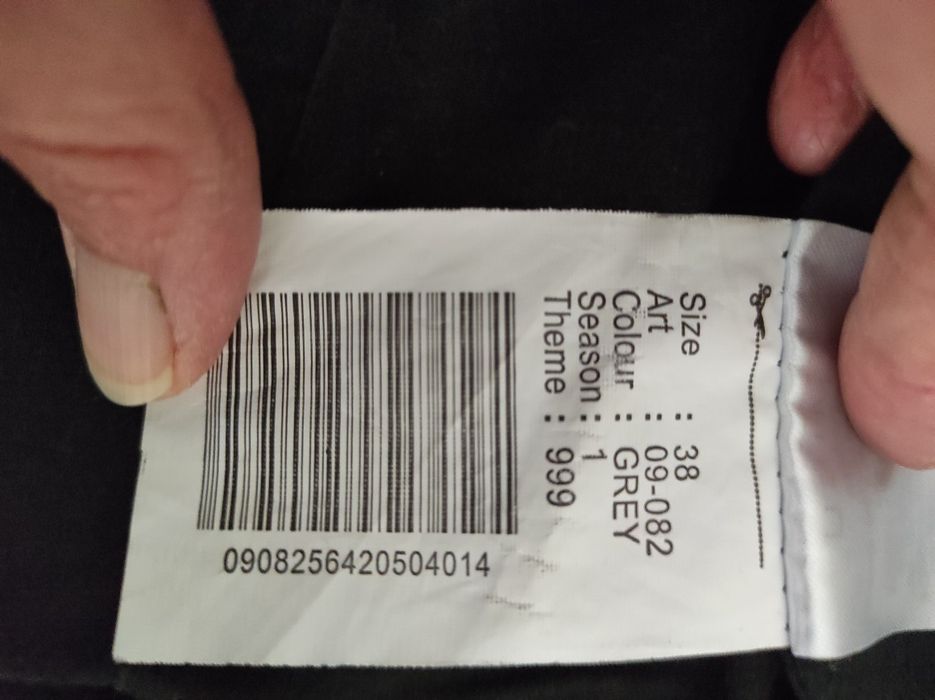 Size : 38
Art : 09-082
Colour : GREY
Season : 1
Theme : 999
0908256420504014